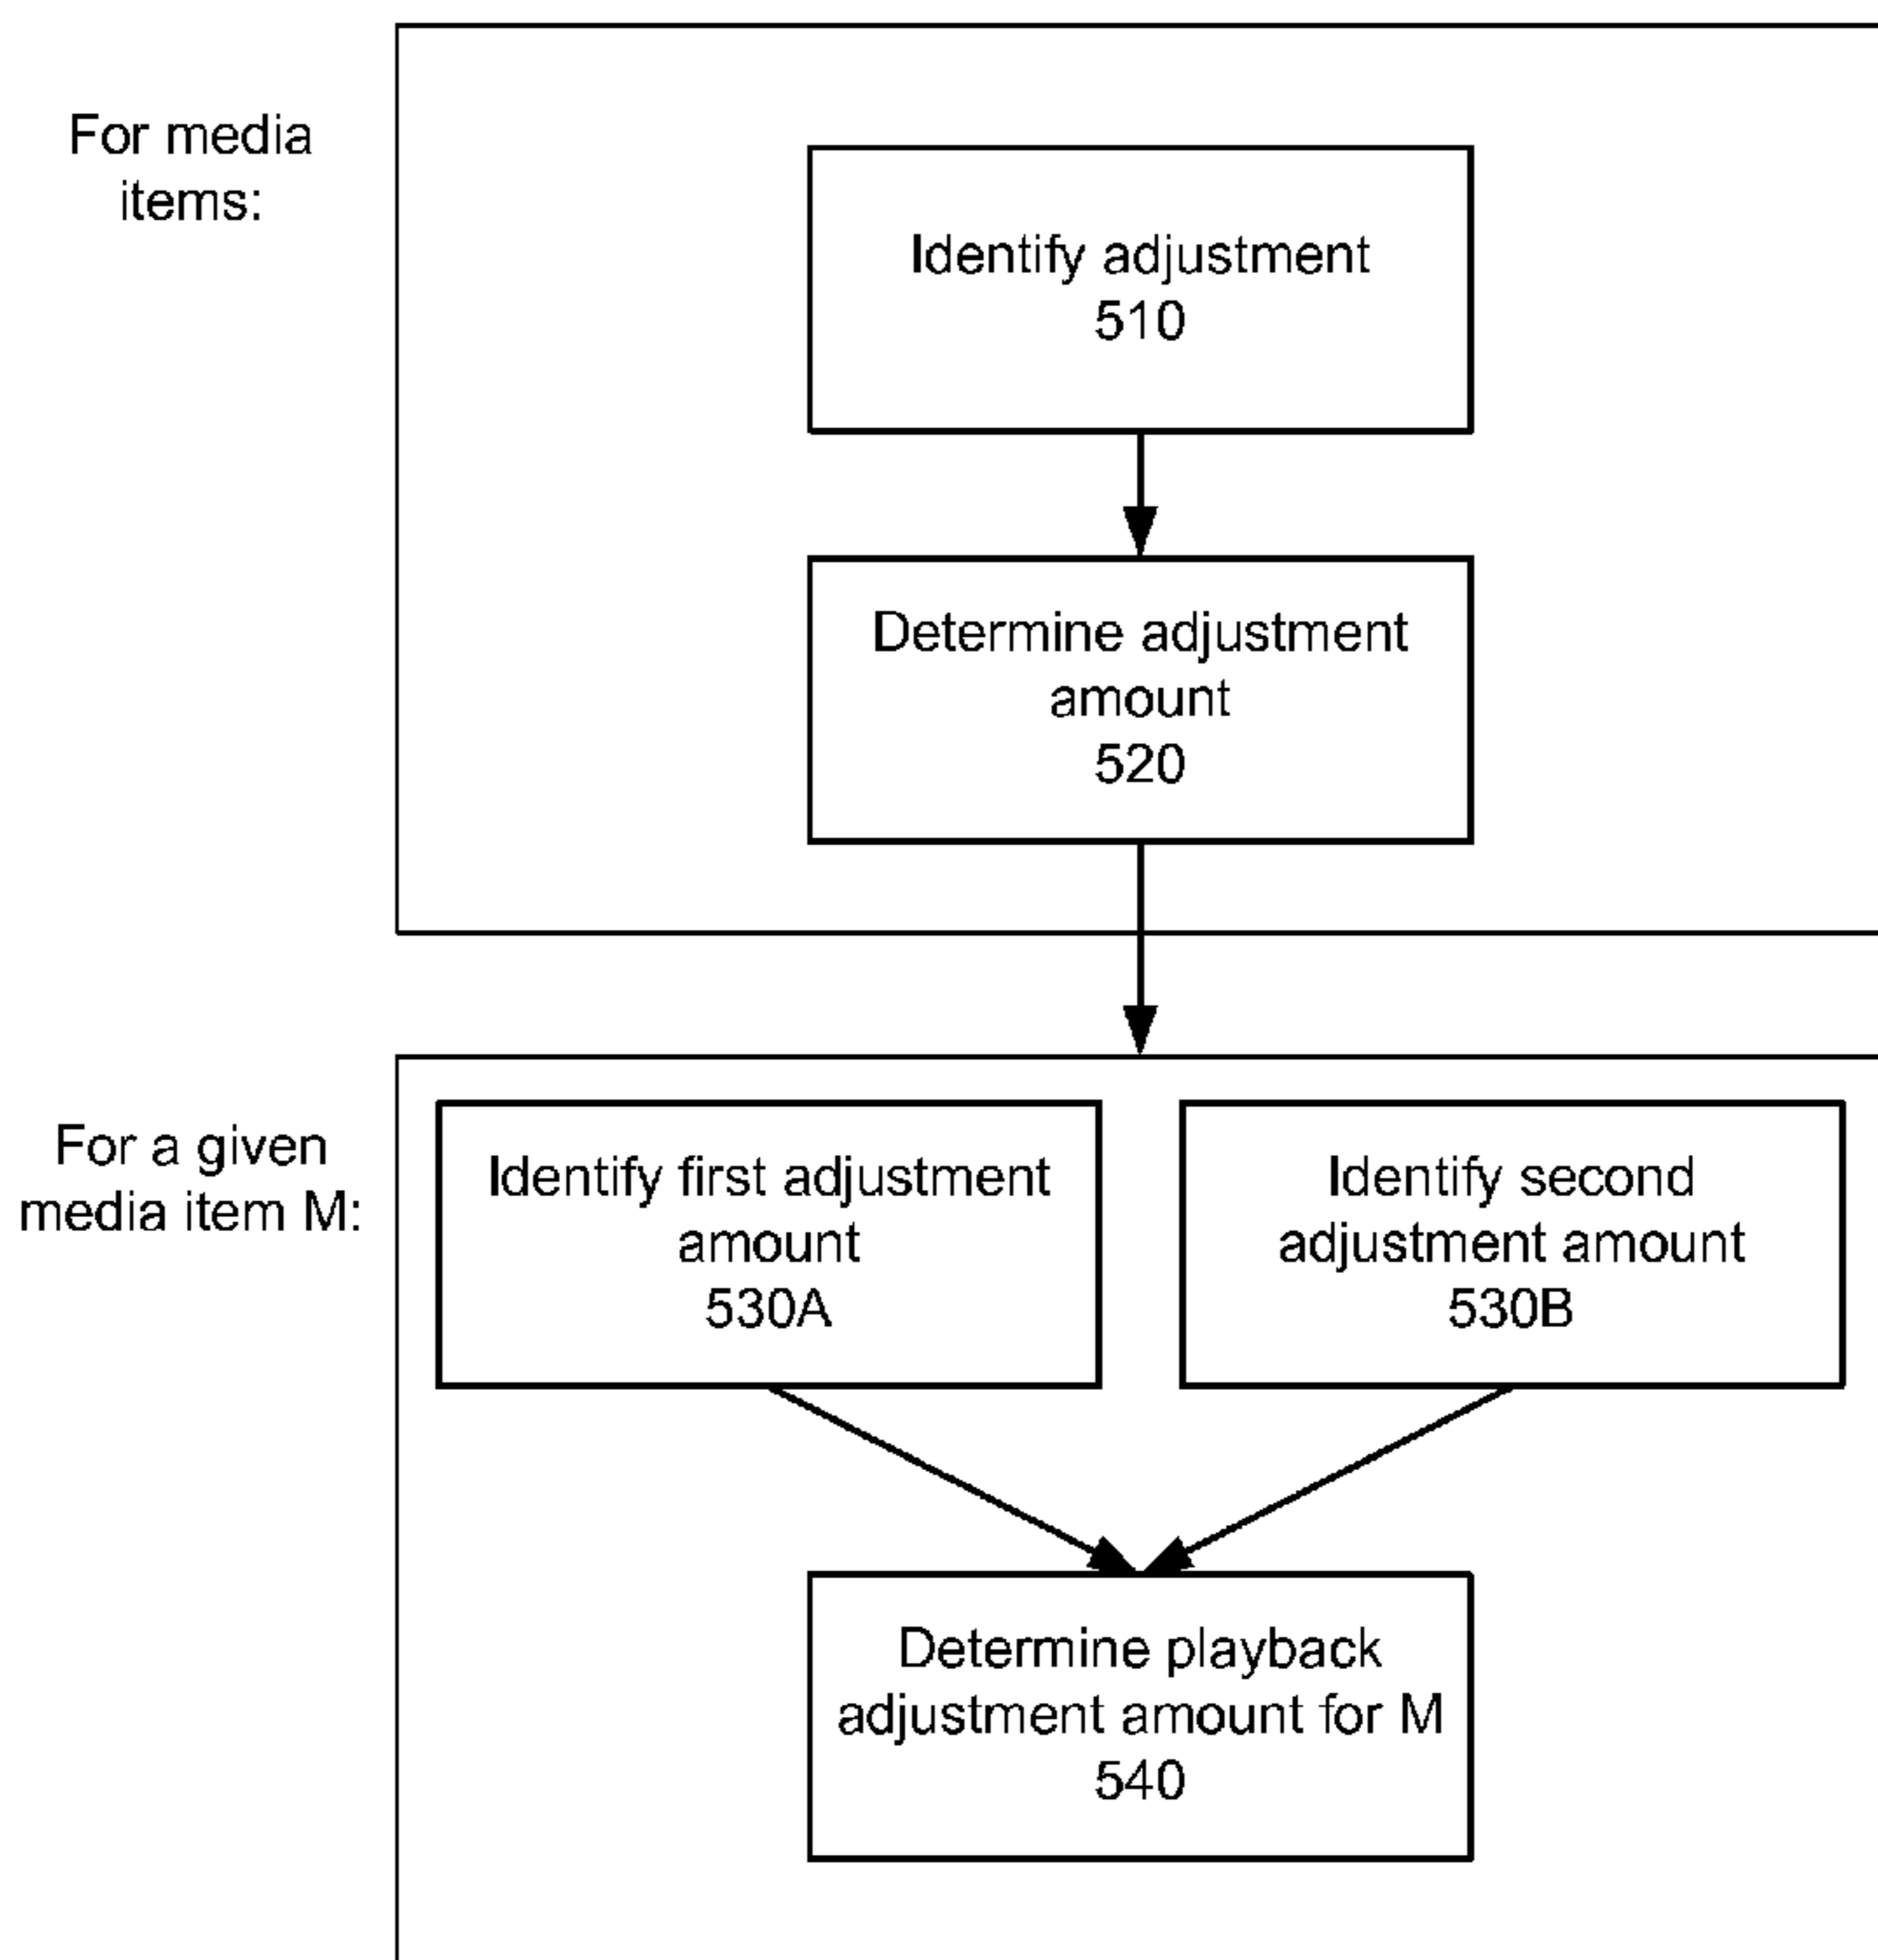 For media
items:
Identify adjustment
510
Determine adjustment
amount
520
For a given
media item M:
Identify first adjustment
amount
530A
Identify second
adjustment amount
530B
Determine playback
adjustment amount for M
540